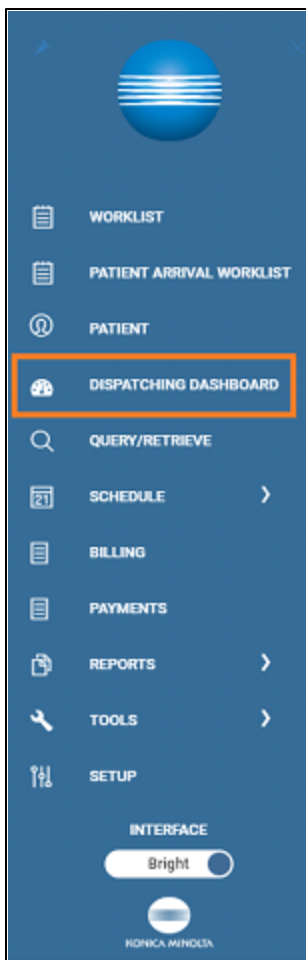 WORKLIST
PATIENT ARRIVAL WORKLIST
PATIENT
DISPATCHING DASHBOARD
QUERY/RETRIEVE
21 SCHEDULE
BILLING
PAYMENTS
REPORTS
TOOLS
SETUP
INTERFACE
Bright
KONICA MINOLTA